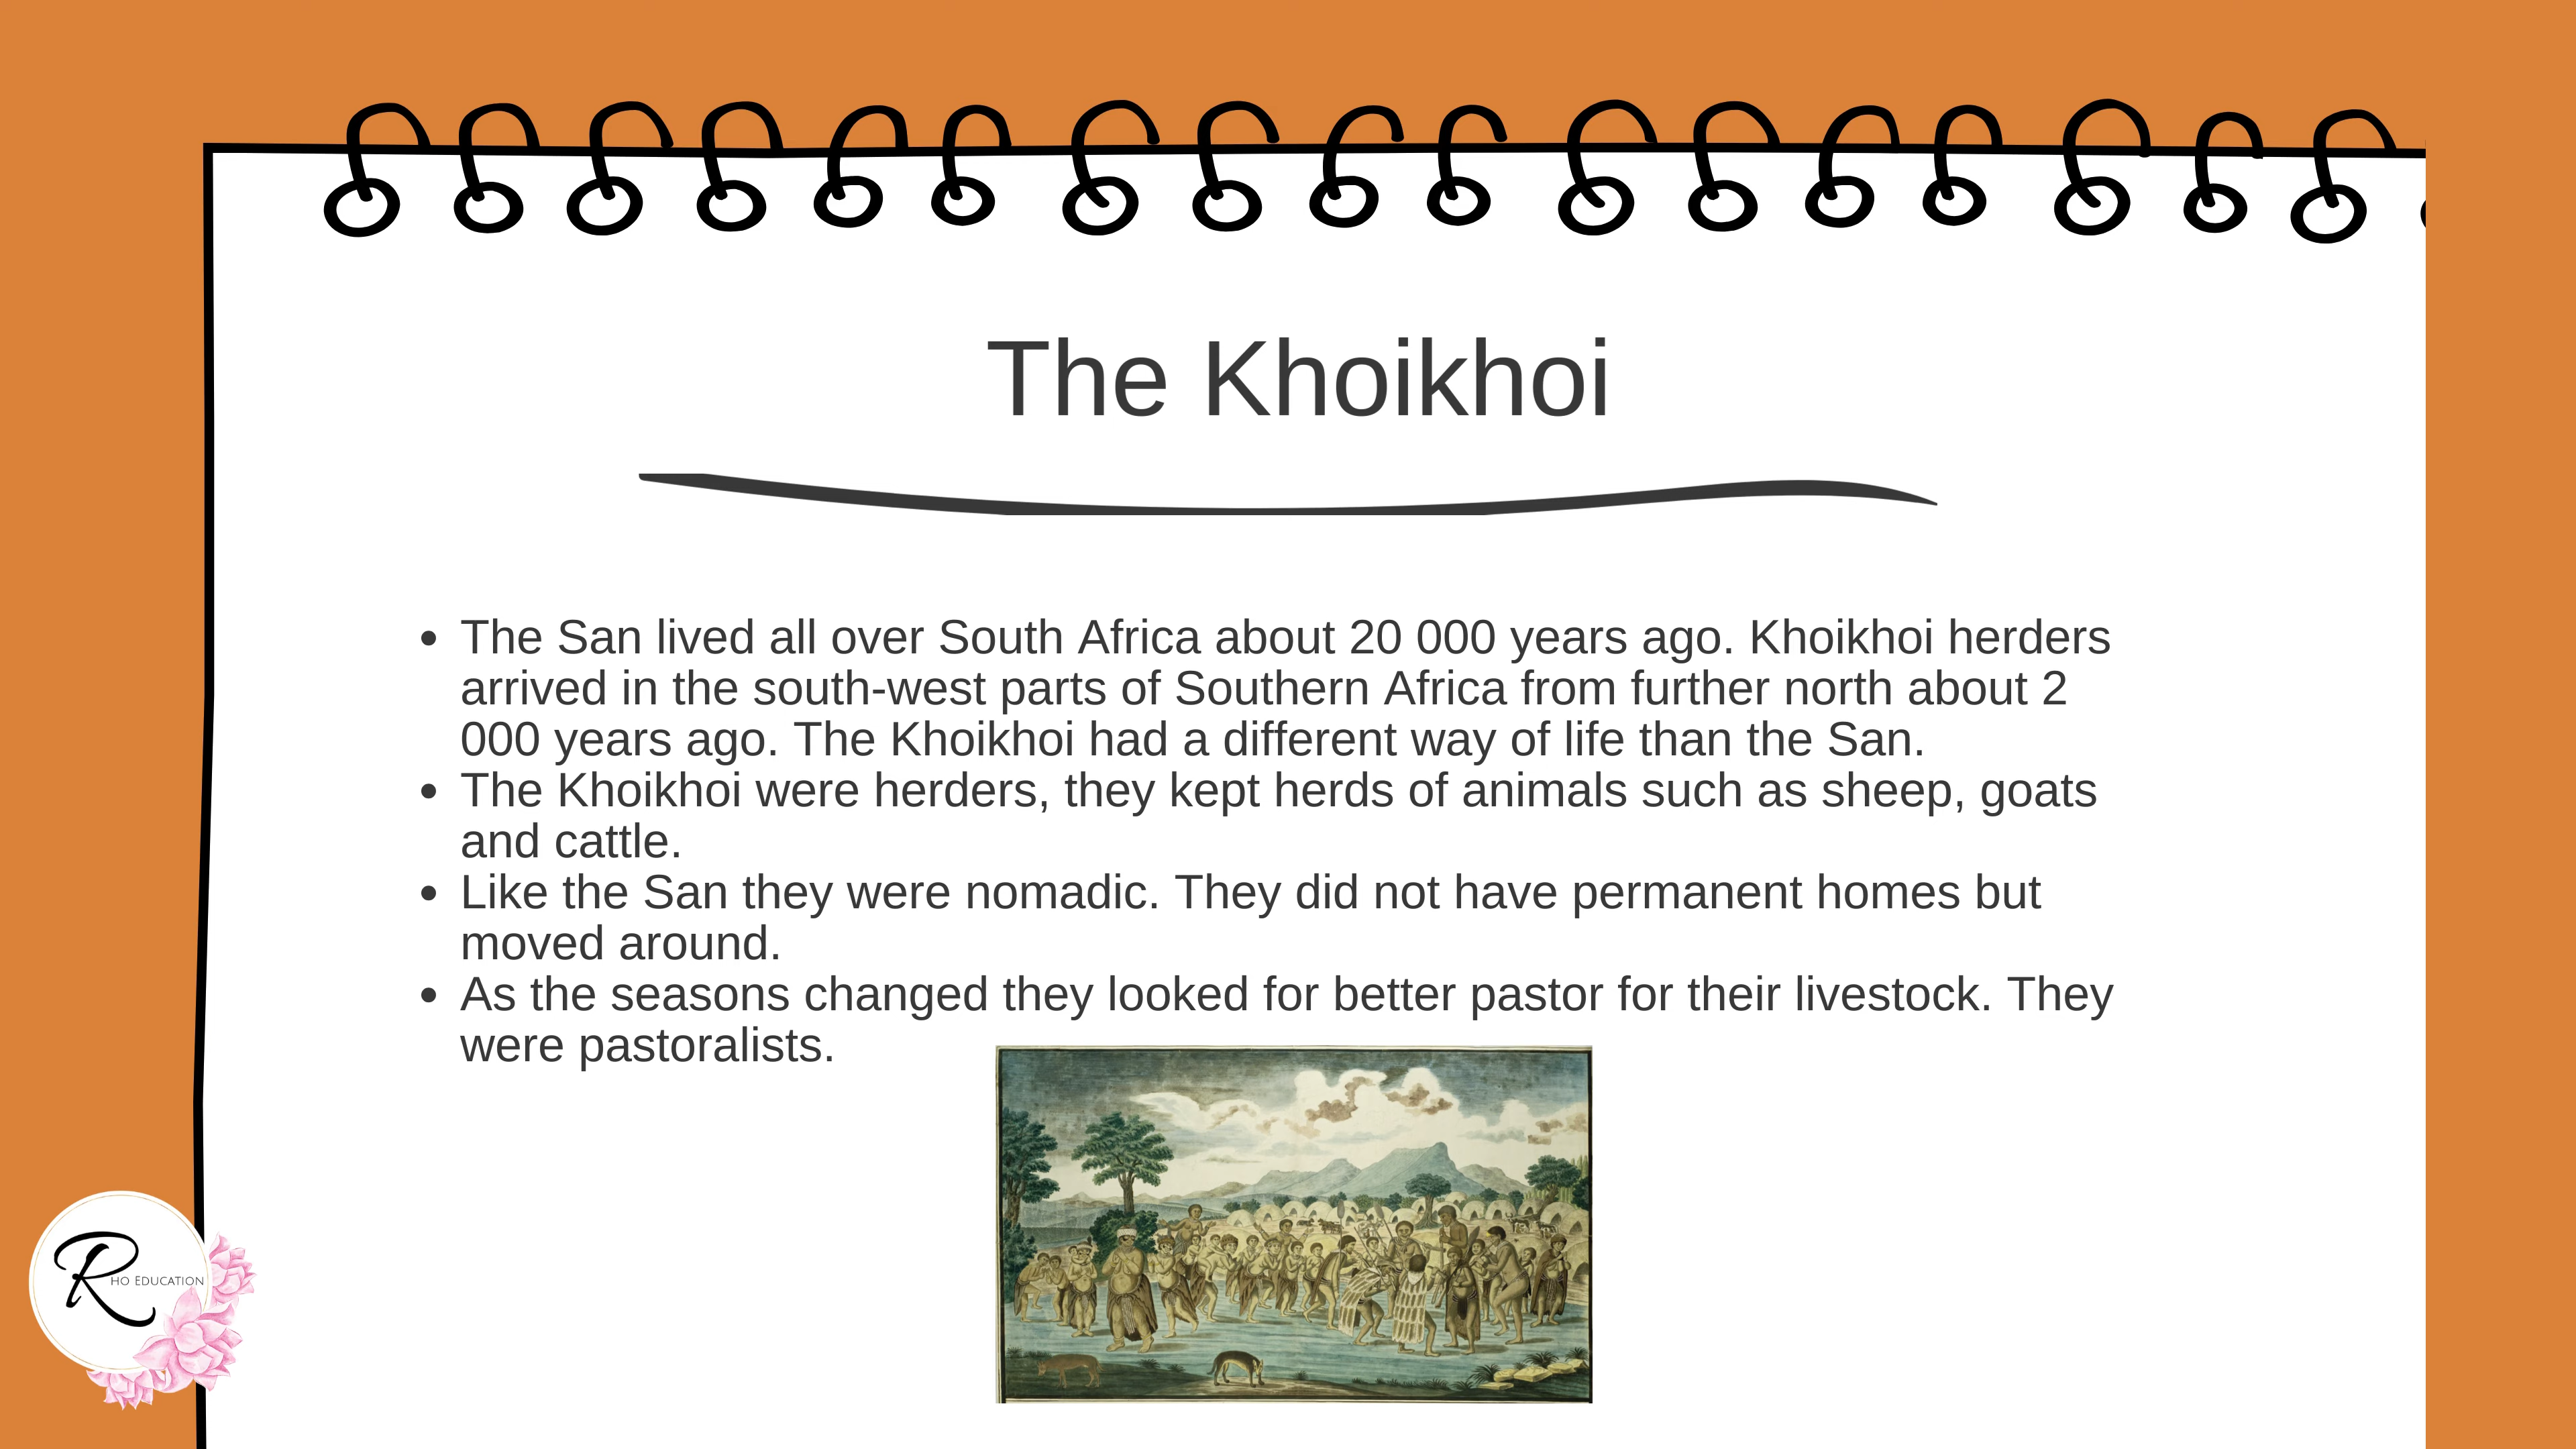 The Khoikhoi
• The San lived all over South Africa about 20 000 years ago. Khoikhoi herders
arrived in the south-west parts of Southern Africa from further north about 2
000 years ago. The Khoikhoi had a different way of life than the San.
• The Khoikhoi were herders, they kept herds of animals such as sheep, goats
and cattle.
• Like the San they were nomadic. They did not have permanent homes but
moved around.
• As the seasons changed they looked for better pastor for their livestock. They
were pastoralists.
RHO EDUCATION